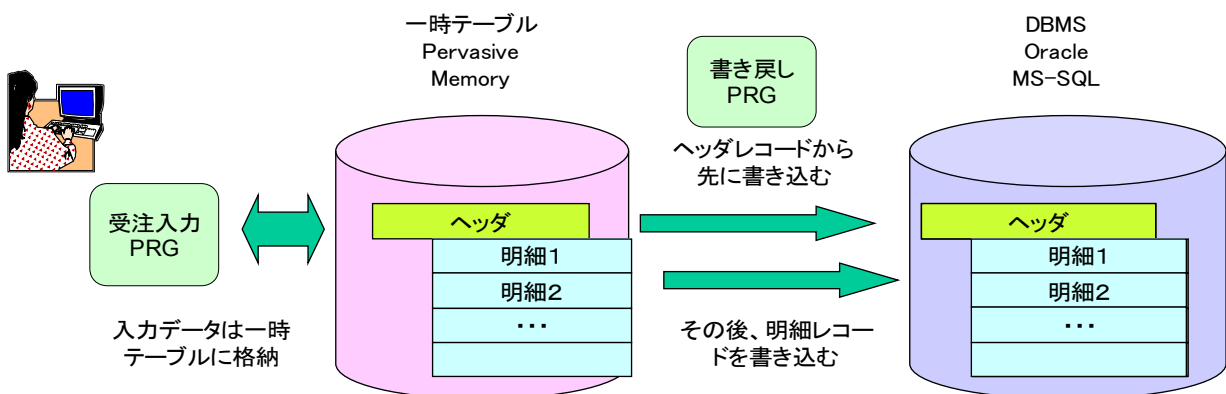 一時テーブル
Pervasive
Memory
書き戻し
PRG
DBMS
Oracle
MS-SQL
ヘッダレコードから
先に書き込む
受注入力
PRG
ヘッダ
明細1
明細2
・・・
ヘッダ
明細1
明細2
・・・
入力データは一時
テーブルに格納
その後、明細レコー
ドを書き込む